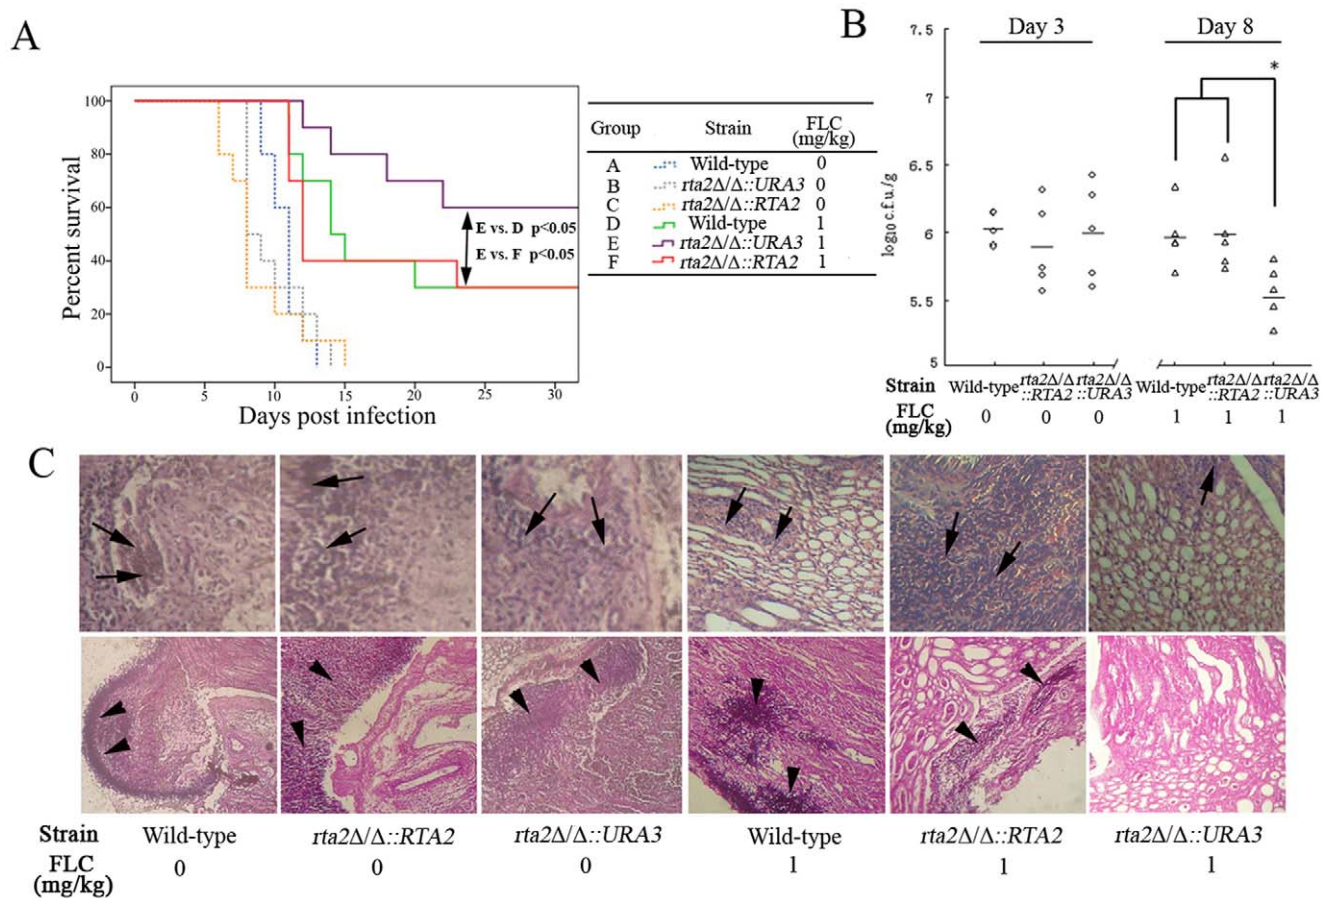 A
Percent survival
100
80
60
40
20
0
0 5 10 15 20 25 30
Days post infection
E vs. D p<0.05
E vs. F p<0.05
Group Strain FLC (mg/kg)
A Wild-type 0
B rta2Δ/Δ::URA3 0
C rta2Δ/Δ::RTA2 0
D Wild-type 1
E rta2Δ/Δ::URA3 1
F rta2Δ/Δ::RTA2 1
B
Day 3 Day 8
*
log10 c.f.u./g
7.5
7
6.5
6
5.5
5
Strain Wild-type rta2Δ/Δ::RTA2 rta2Δ/Δ::URA3 Wild-type rta2Δ/Δ::RTA2 rta2Δ/Δ::URA3
FLC (mg/kg) 0 0 0 1 1 1
C
Strain Wild-type rta2Δ/Δ::RTA2 rta2Δ/Δ::URA3 Wild-type rta2Δ/Δ::RTA2 rta2Δ/Δ::URA3
FLC (mg/kg) 0 0 0 1 1 1